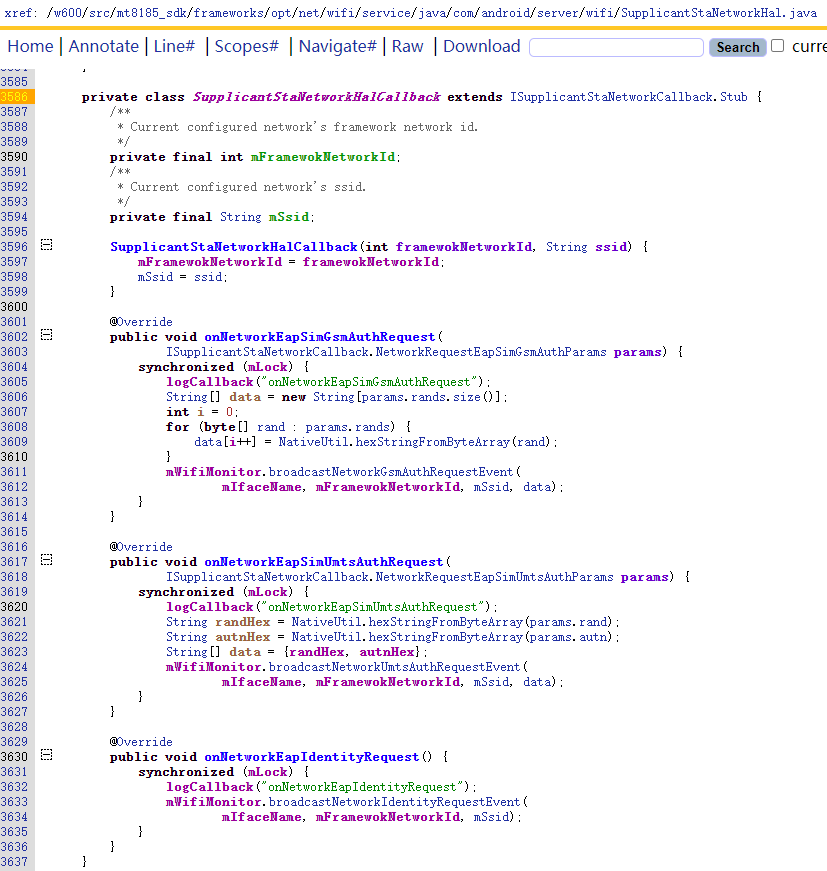 xref: /w600/src/mt8185_sdk/frameworks/opt/net/wifi/service/java/com/android/server/wifi/SupplicantStaNetworkHal.java
Home | Annotate | Line# | Scopes# | Navigate# | Raw | Download Search curre
3585
3586 private class SupplicantStaNetworkHalCallback extends ISupplicantStaNetworkCallback.Stub {
3587 /**
3588 * Current configured network's framework network id.
3589 */
3590 private final int mFramewokNetworkId;
3591 /**
3592 * Current configured network's ssid.
3593 */
3594 private final String mSsid;
3595
3596 SupplicantStaNetworkHalCallback(int framewokNetworkId, String ssid) {
3597 mFramewokNetworkId = framewokNetworkId;
3598 mSsid = ssid;
3599 }
3600
3601 @Override
3602 public void onNetworkEapSimGsmAuthRequest(
3603 ISupplicantStaNetworkCallback.NetworkRequestEapSimGsmAuthParams params) {
3604 synchronized (mLock) {
3605 logCallback("onNetworkEapSimGsmAuthRequest");
3606 String[] data = new String[params.rands.size()];
3607 int i = 0;
3608 for (byte[] rand : params.rands) {
3609 data[i++] = NativeUtil.hexStringFromByteArray(rand);
3610 }
3611 mWifiMonitor.broadcastNetworkGsmAuthRequestEvent(
3612 mIfaceName, mFramewokNetworkId, mSsid, data);
3613 }
3614 }
3615
3616 @Override
3617 public void onNetworkEapSimUmtsAuthRequest(
3618 ISupplicantStaNetworkCallback.NetworkRequestEapSimUmtsAuthParams params) {
3619 synchronized (mLock) {
3620 logCallback("onNetworkEapSimUmtsAuthRequest");
3621 String randHex = NativeUtil.hexStringFromByteArray(params.rand);
3622 String autnHex = NativeUtil.hexStringFromByteArray(params.autn);
3623 String[] data = {randHex, autnHex};
3624 mWifiMonitor.broadcastNetworkUmtsAuthRequestEvent(
3625 mIfaceName, mFramewokNetworkId, mSsid, data);
3626 }
3627 }
3628
3629 @Override
3630 public void onNetworkEapIdentityRequest() {
3631 synchronized (mLock) {
3632 logCallback("onNetworkEapIdentityRequest");
3633 mWifiMonitor.broadcastNetworkIdentityRequestEvent(
3634 mIfaceName, mFramewokNetworkId, mSsid);
3635 }
3636 }
3637 }